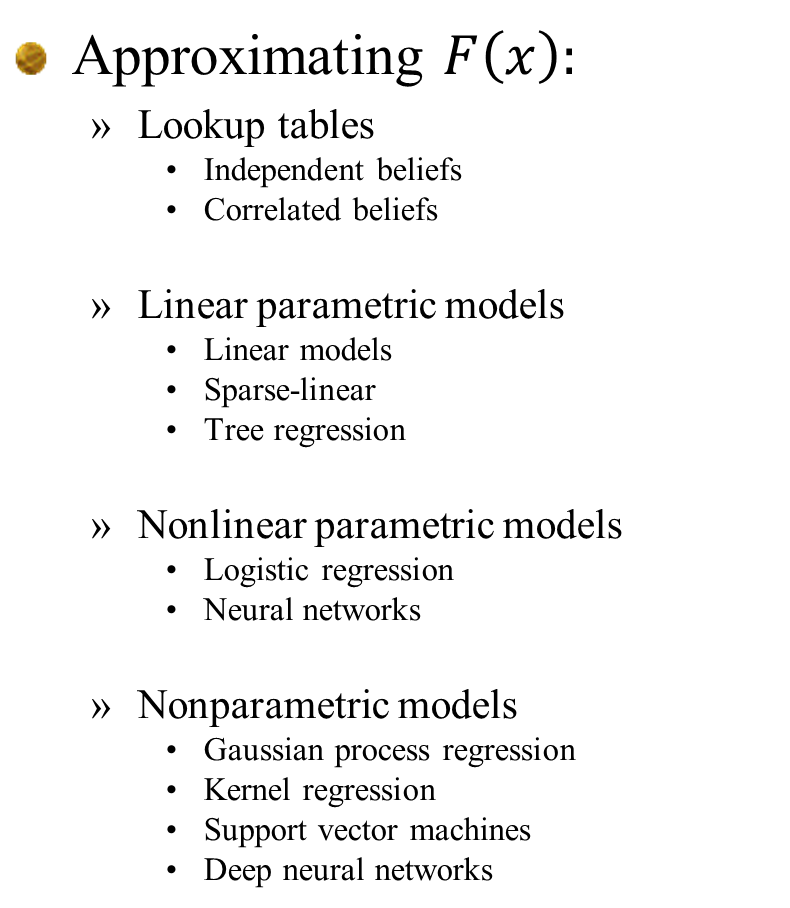 Approximating F(x):
» Lookup tables
• Independent beliefs
• Correlated beliefs
» Linear parametric models
• Linear models
• Sparse-linear
• Tree regression
» Nonlinear parametric models
• Logistic regression
• Neural networks
» Nonparametric models
• Gaussian process regression
• Kernel regression
• Support vector machines
• Deep neural networks